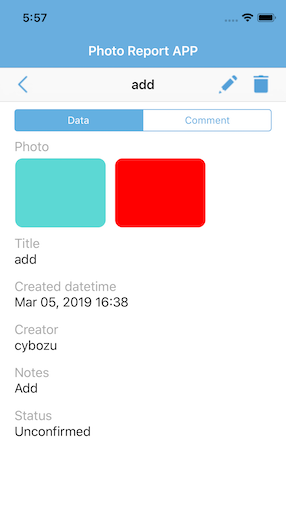 5:57
Photo Report APP
add
Data
Comment
Photo
Title
add
Created datetime
Mar 05, 2019 16:38
Creator
cybozu
Notes
Add
Status
Unconfirmed